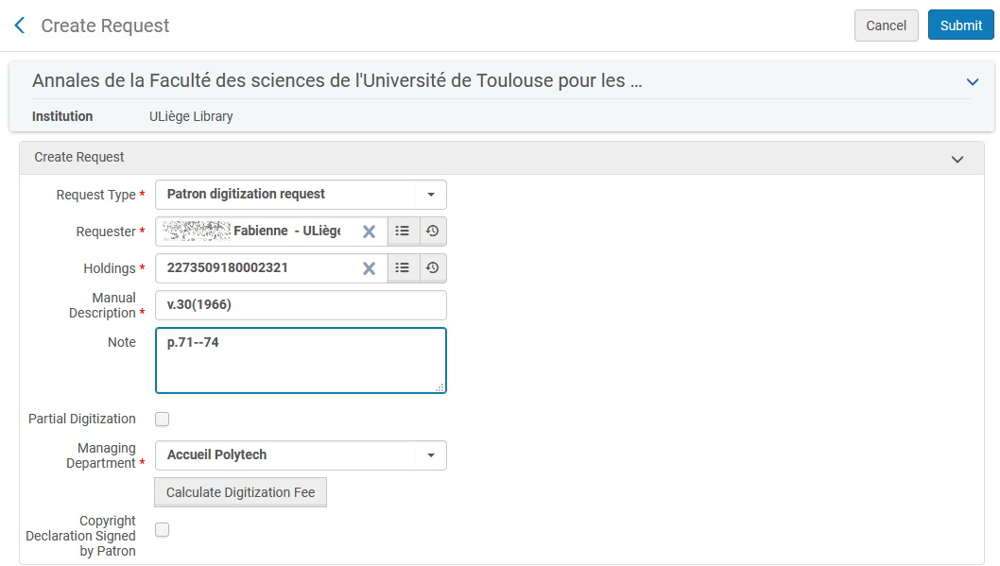 Create Request
Cancel
Submit
Annales de la Faculté des sciences de l'Université de Toulouse pour les ...
Institution ULiège Library
Create Request
Request Type * Patron digitization request
Requester * Fabienne - ULiège
Holdings * 2273509180002321
Manual
Description * v.30(1966)
Note p.71--74
Partial Digitization
Managing
Department * Accueil Polytech
Calculate Digitization Fee
Copyright
Declaration Signed
by Patron